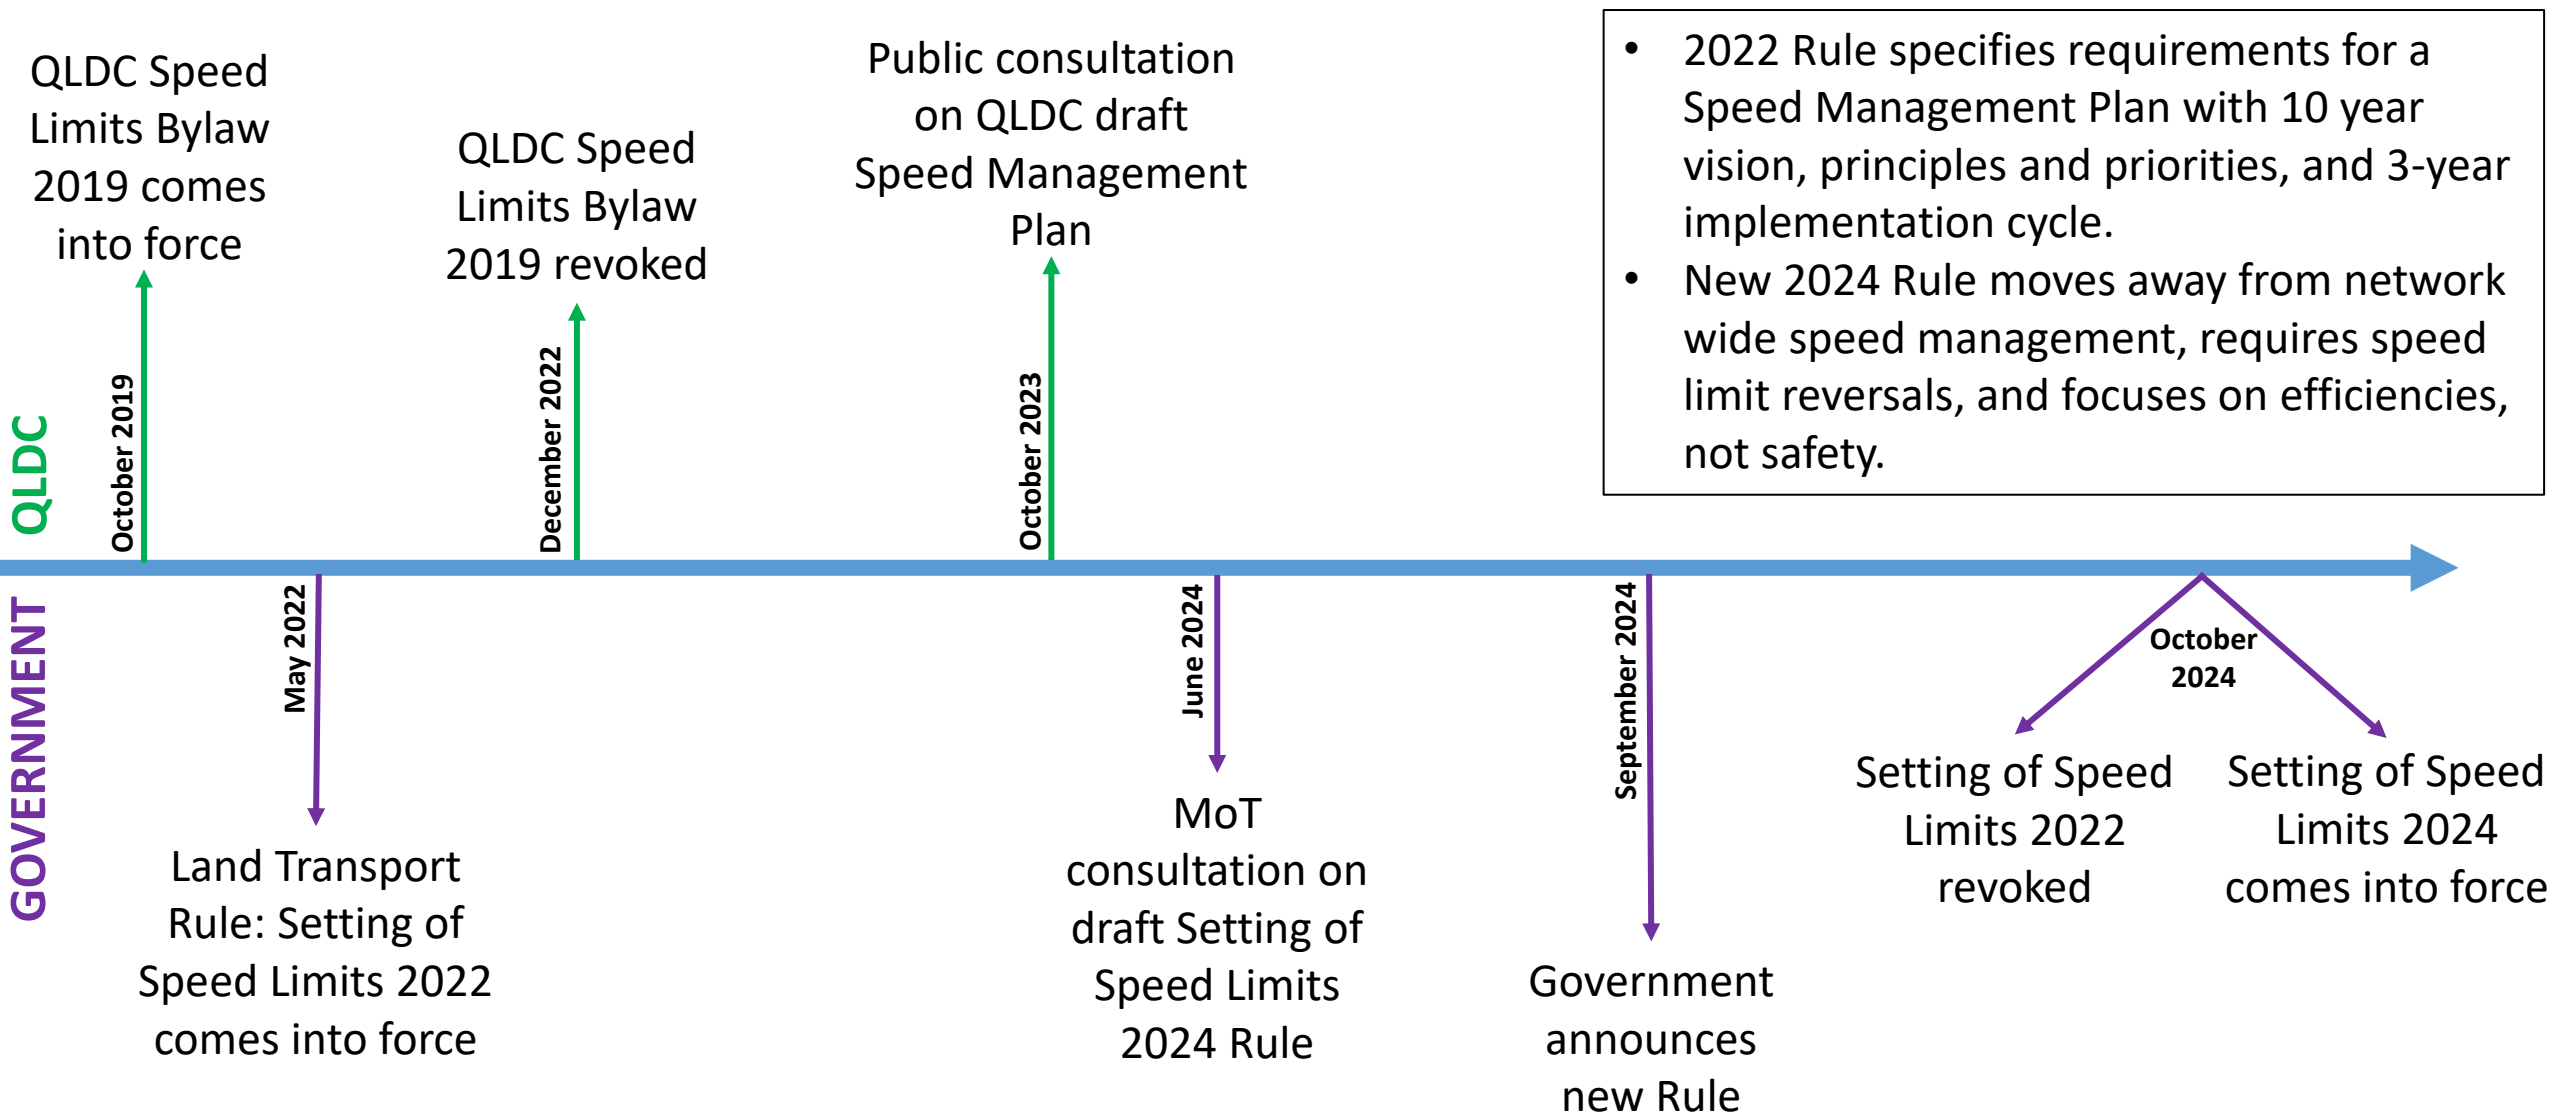 QLDC Speed
Limits Bylaw
2019 comes
into force
October 2019
QLDC Speed
Limits Bylaw
2019 revoked
December 2022
Public consultation
on QLDC draft
Speed Management
Plan
October 2023
• 2022 Rule specifies requirements for a
Speed Management Plan with 10 year
vision, principles and priorities, and 3-year
implementation cycle.
• New 2024 Rule moves away from network
wide speed management, requires speed
limit reversals, and focuses on efficiencies,
not safety.
QLDC
GOVERNMENT
May 2022
Land Transport
Rule: Setting of
Speed Limits 2022
comes into force
June 2024
MoT
consultation on
draft Setting of
Speed Limits
2024 Rule
September 2024
Government
announces
new Rule
October
2024
Setting of Speed
Limits 2022
revoked
Setting of Speed
Limits 2024
comes into force